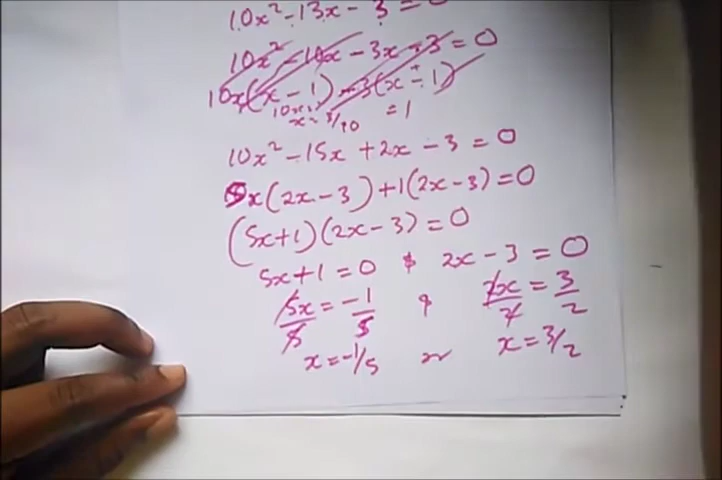 10x² - 13x - 3 = 0
10x² - 10x - 3x - 3 = 0
10x(x - 1) - 3(x - 1)
x = 3/10 = 1
10x² - 15x + 2x - 3 = 0
5x(2x - 3) + 1(2x - 3) = 0
(5x+1)(2x - 3) = 0
5x + 1 = 0 & 2x - 3 = 0
5x/5 = -1/5 & 2x/2 = 3/2
x = -1/5 or x = 3/2